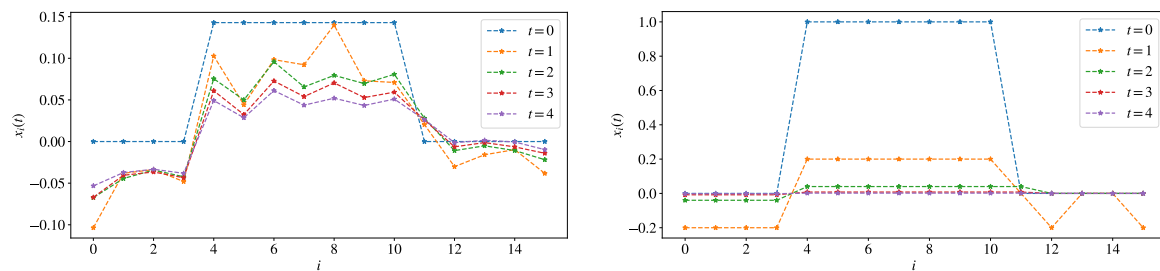 0.15
0.10
0.05
0.00
−0.05
−0.10
x_i(t)
0 2 4 6 8 10 12 14
i
t = 0
t = 1
t = 2
t = 3
t = 4
1.0
0.8
0.6
0.4
0.2
0.0
−0.2
x_i(t)
0 2 4 6 8 10 12 14
i
t = 0
t = 1
t = 2
t = 3
t = 4